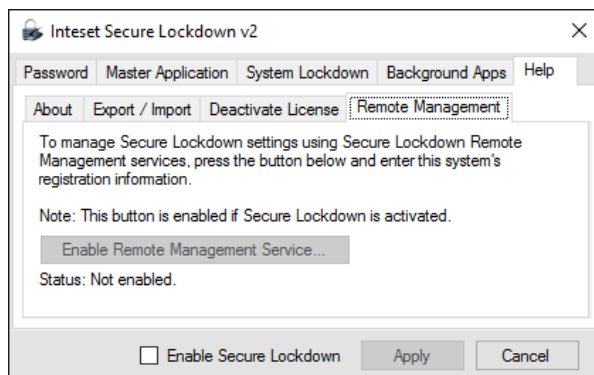 Inteset Secure Lockdown v2
Password Master Application System Lockdown Background Apps Help
About Export / Import Deactivate License Remote Management
To manage Secure Lockdown settings using Secure Lockdown Remote
Management services, press the button below and enter this system's
registration information.
Note: This button is enabled if Secure Lockdown is activated.
Enable Remote Management Service...
Status: Not enabled.
Enable Secure Lockdown Apply Cancel